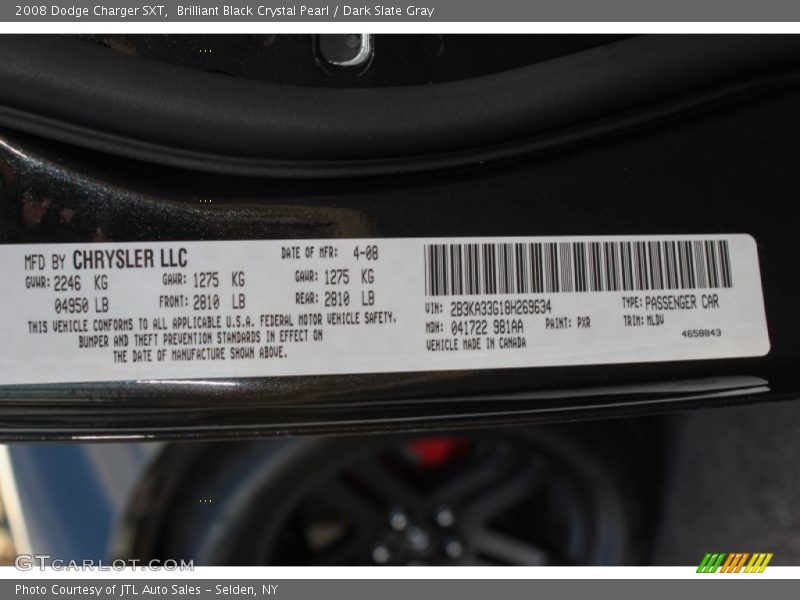 2008 Dodge Charger SXT,  Brilliant Black Crystal Pearl / Dark Slate Gray
MFD BY CHRYSLER LLC
DATE OF MFR: 4-08
GVWR: 2246 KG
GAWR: 1275 KG
GAWR: 1275 KG
04950 LB
FRONT: 2810 LB
REAR: 2810 LB
THIS VEHICLE CONFORMS TO ALL APPLICABLE U.S.A. FEDERAL MOTOR VEHICLE SAFETY,
BUMPER AND THEFT PREVENTION STANDARDS IN EFFECT ON
THE DATE OF MANUFACTURE SHOWN ABOVE.
VIN: 2B3KA33G18H269634
TYPE: PASSENGER CAR
MDH: 041722 981AA
PAINT: PXR
TRIM: MLDV
VEHICLE MADE IN CANADA
4658843
GTCARLOT.COM
Photo Courtesy of JTL Auto Sales - Selden, NY